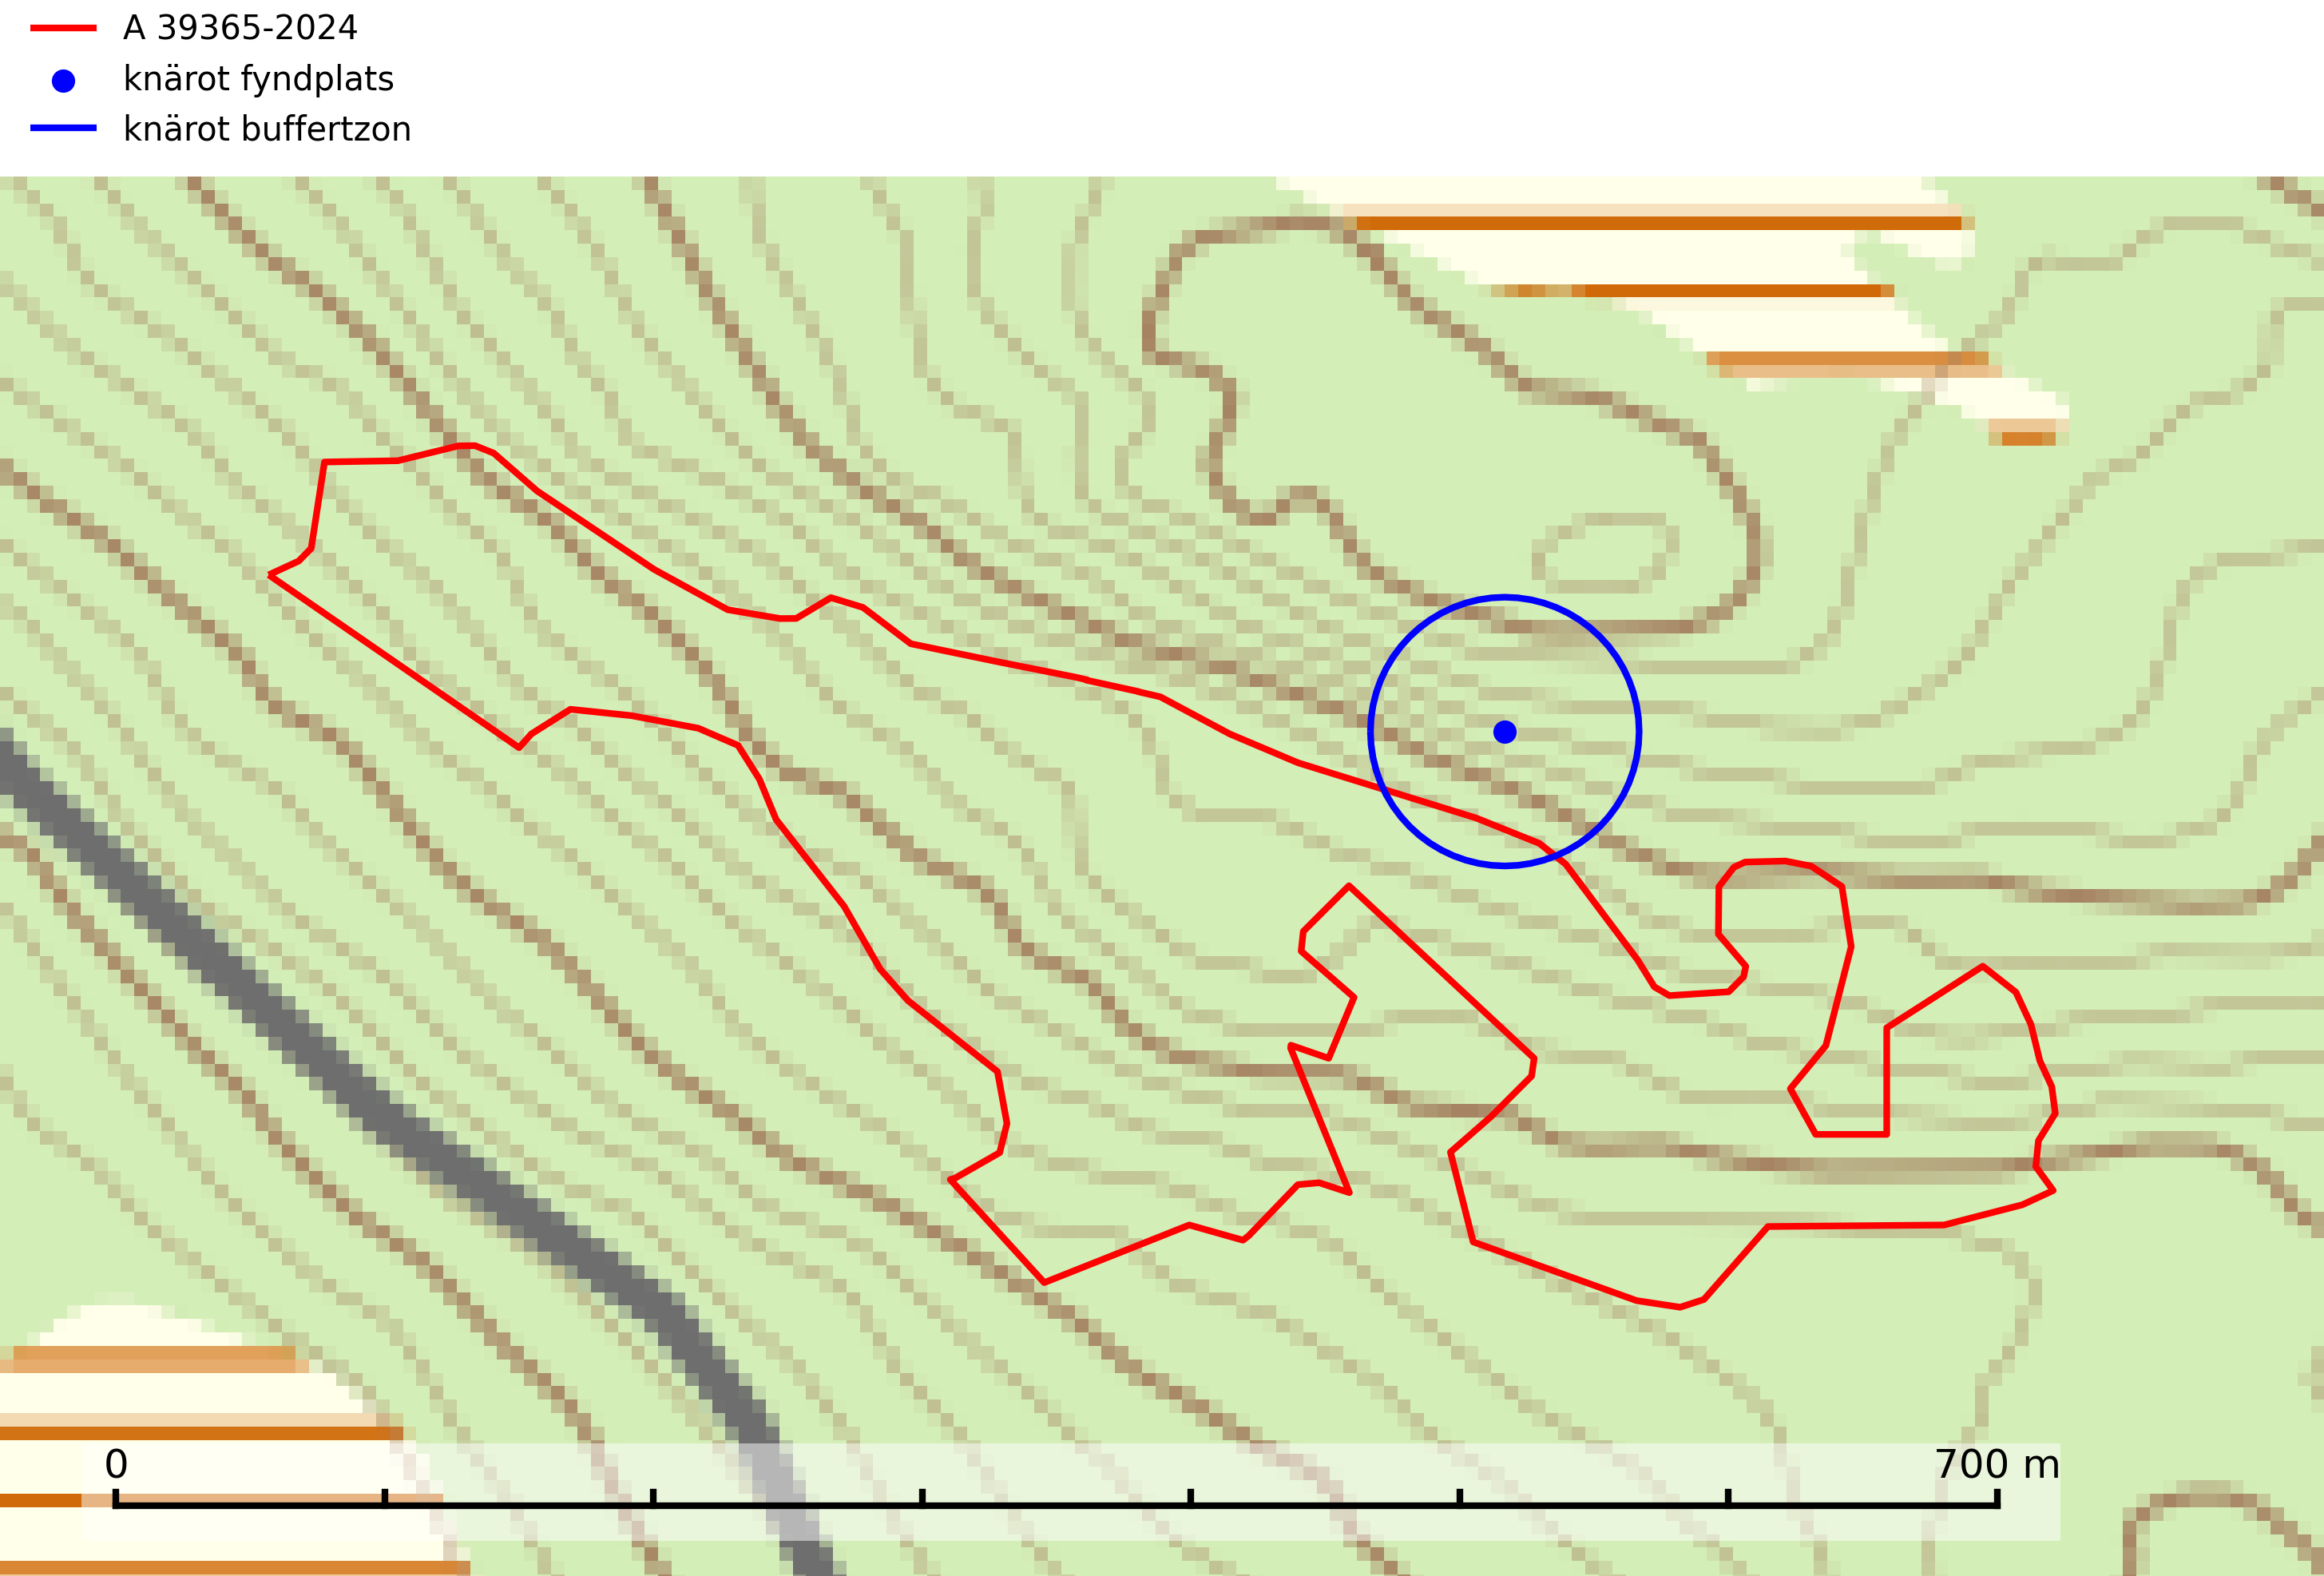 A 39365-2024
knärot fyndplats
knärot buffertzon
0
700 m